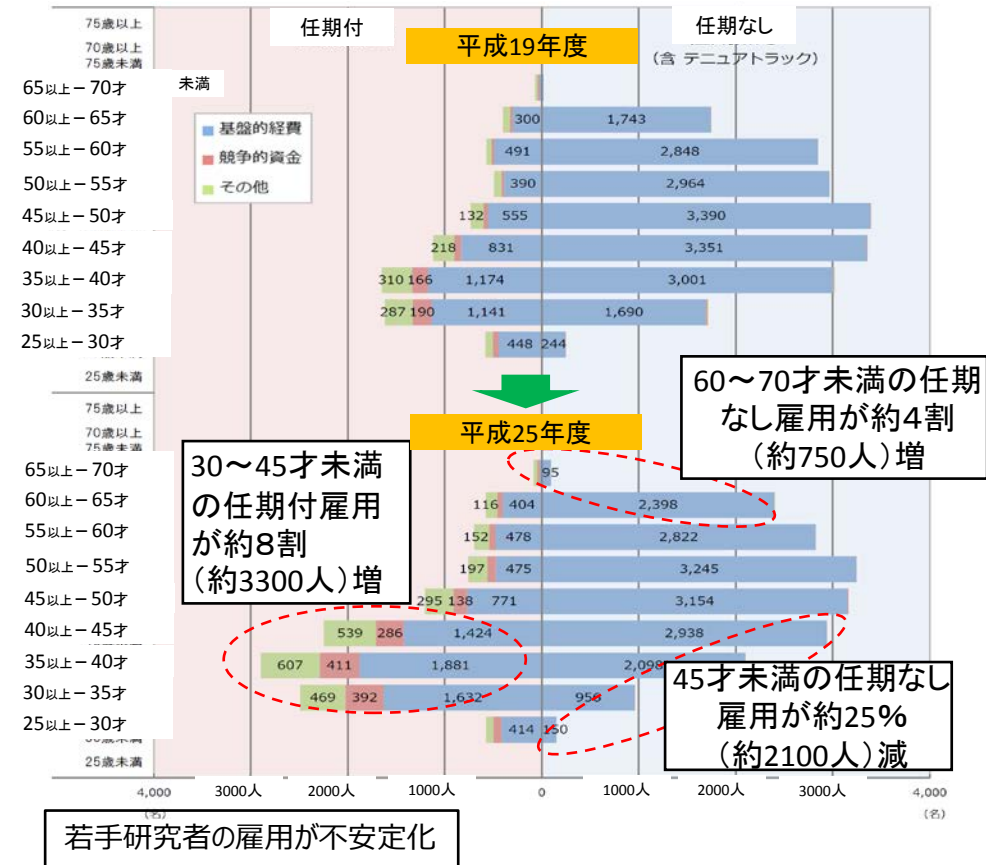 75歳以上
任期付
任期なし
平成19年度
(含 テニュアトラック)
70歳以上
75歳未満
65以上－70才
未満
60以上－65才
300
1,743
基盤的経費
競争的資金
その他
55以上－60才
491
2,848
50以上－55才
390
2,964
45以上－50才
132
555
3,390
40以上－45才
218
831
3,351
35以上－40才
310
166
1,174
3,001
30以上－35才
287
190
1,141
1,690
25以上－30才
448
244
25歳未満
60～70才未満の任期
なし雇用が約４割
（約750人）増
75歳以上
70歳以上
75歳未満
平成25年度
30～45才未満
の任期付雇用
が約８割
（約3300人）増
65以上－70才
95
60以上－65才
116
404
2,398
55以上－60才
152
478
2,822
50以上－55才
197
475
3,245
45以上－50才
295
138
771
3,154
40以上－45才
539
286
1,424
2,938
35以上－40才
607
411
1,881
2,098
30以上－35才
469
392
1,632
956
45才未満の任期なし
雇用が約25%
（約2100人）減
25以上－30才
414
150
25歳未満
4,000
3000人
2000人
1000人
0
1000人
2000人
3000人
4,000
(名)
(名)
若手研究者の雇用が不安定化